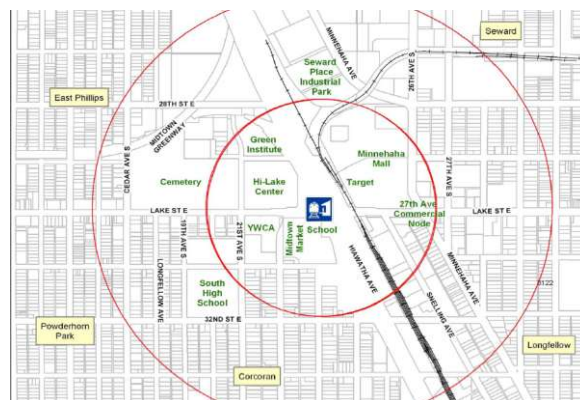 MINNEHAHA AVE
Seward
Seward Place
Industrial
Park
26TH AVE S
East Phillips
28TH ST E
MIDTOWN
GREENWAY
Green
Institute
Minnehaha
Mall
CEDAR AVE S
Cemetery
Hi-Lake
Center
Target
27TH AVE S
LAKE ST E
19TH AVE S
21ST AVE S
YWCA
Midtown
Market
School
27th Ave
Commercial
Node
LAKE ST E
LONGFELLOW AVE
HIAWATHA AVE
MINNEHAHA AVE
South
High
School
SNELLING AVE
0122
32ND ST E
Powderhorn
Park
Longfellow
Corcoran